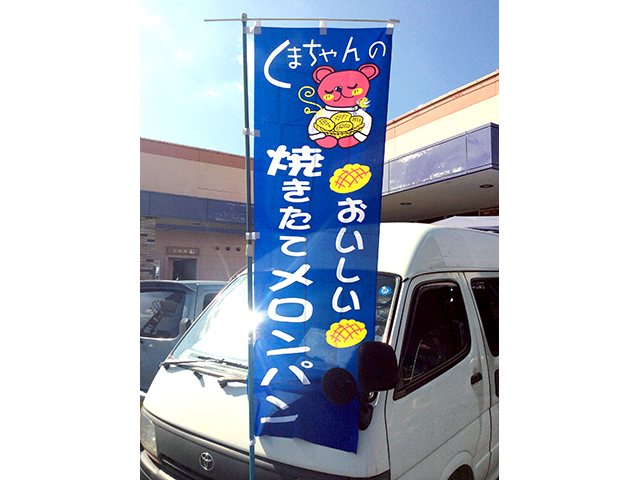 くまちゃんの
おいしい
焼きたてメロンパン